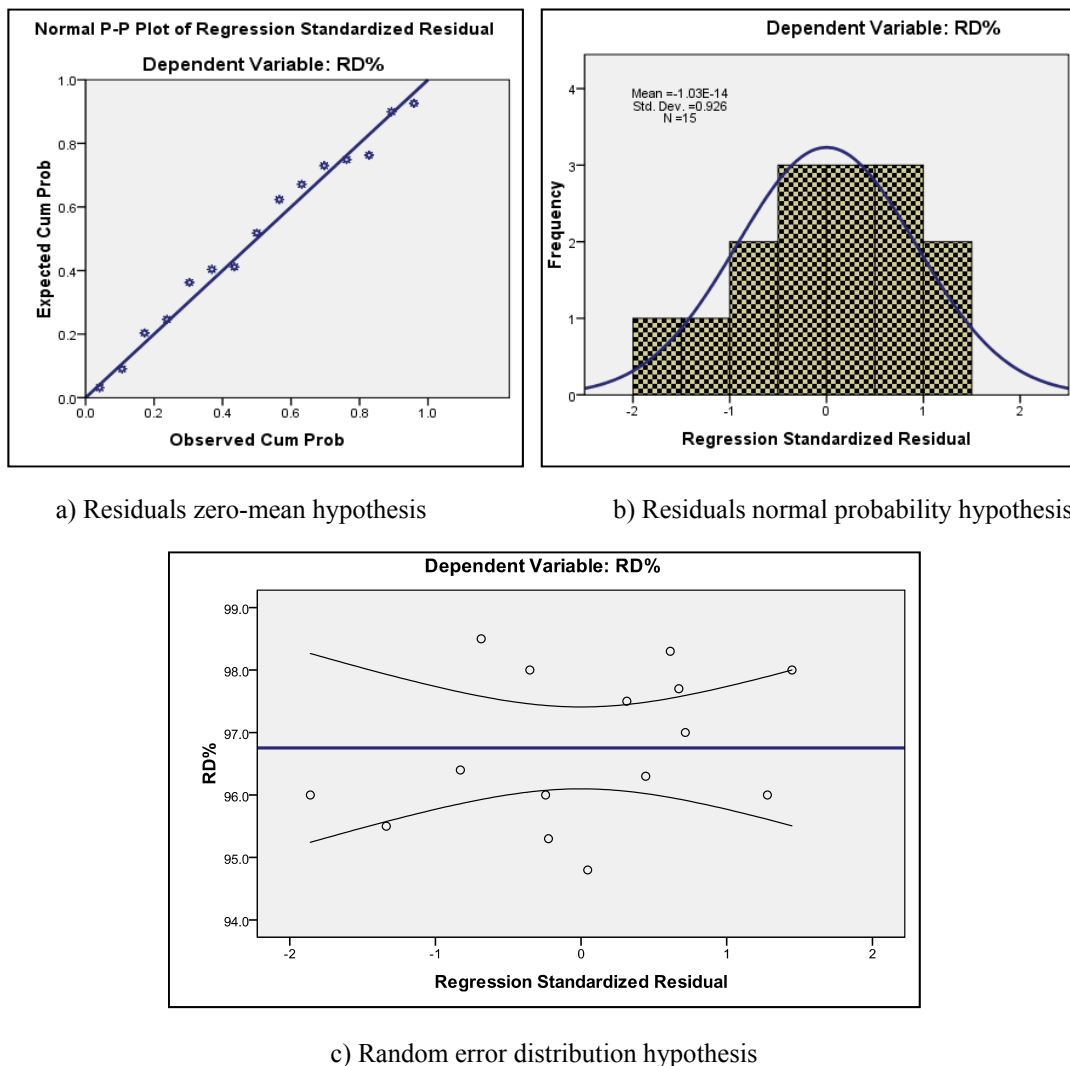 Normal P-P Plot of Regression Standardized Residual
Dependent Variable: RD%
1.0
0.8
0.6
0.4
0.2
0.0
0.0 0.2 0.4 0.6 0.8 1.0
Expected Cum Prob
Observed Cum Prob
Dependent Variable: RD%
Mean =-1.03E-14
Std. Dev. =0.926
N =15
4
3
2
1
0
-2 -1 0 1 2
Frequency
Regression Standardized Residual
a) Residuals zero-mean hypothesis
b) Residuals normal probability hypothesis
Dependent Variable: RD%
99.0
98.0
97.0
96.0
95.0
94.0
-2 -1 0 1 2
RD%
Regression Standardized Residual
c) Random error distribution hypothesis